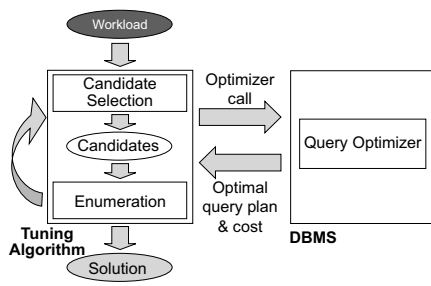 Workload
Candidate
Selection
Candidates
Enumeration
Tuning
Algorithm
Solution
Optimizer
call
Optimal
query plan
& cost
Query Optimizer
DBMS